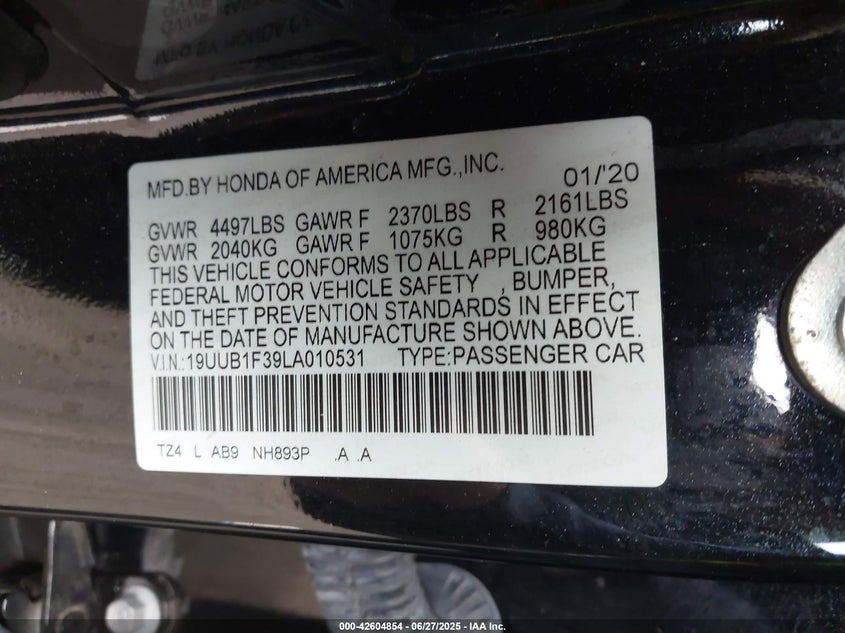 MFD.BY HONDA OF AMERICA MFG.,INC. 01/'20
GVWR 4497LBS GAWR F 2370LBS R 2161LBS
GVWR 2040KG GAWR F 1075KG R 980KG
THIS VEHICLE CONFORMS TO ALL APPLICABLE
FEDERAL MOTOR VEHICLE SAFETY , BUMPER,
AND THEFT PREVENTION STANDARDS IN EFFECT
ON THE DATE OF MANUFACTURE SHOWN ABOVE.
V.I.N.:19UUB1F39LA010531 TYPE:PASSENGER CAR
TZ4 L AB9 NH893P .A .A
000-42604854 - 06/27/2025 - IAA Inc.